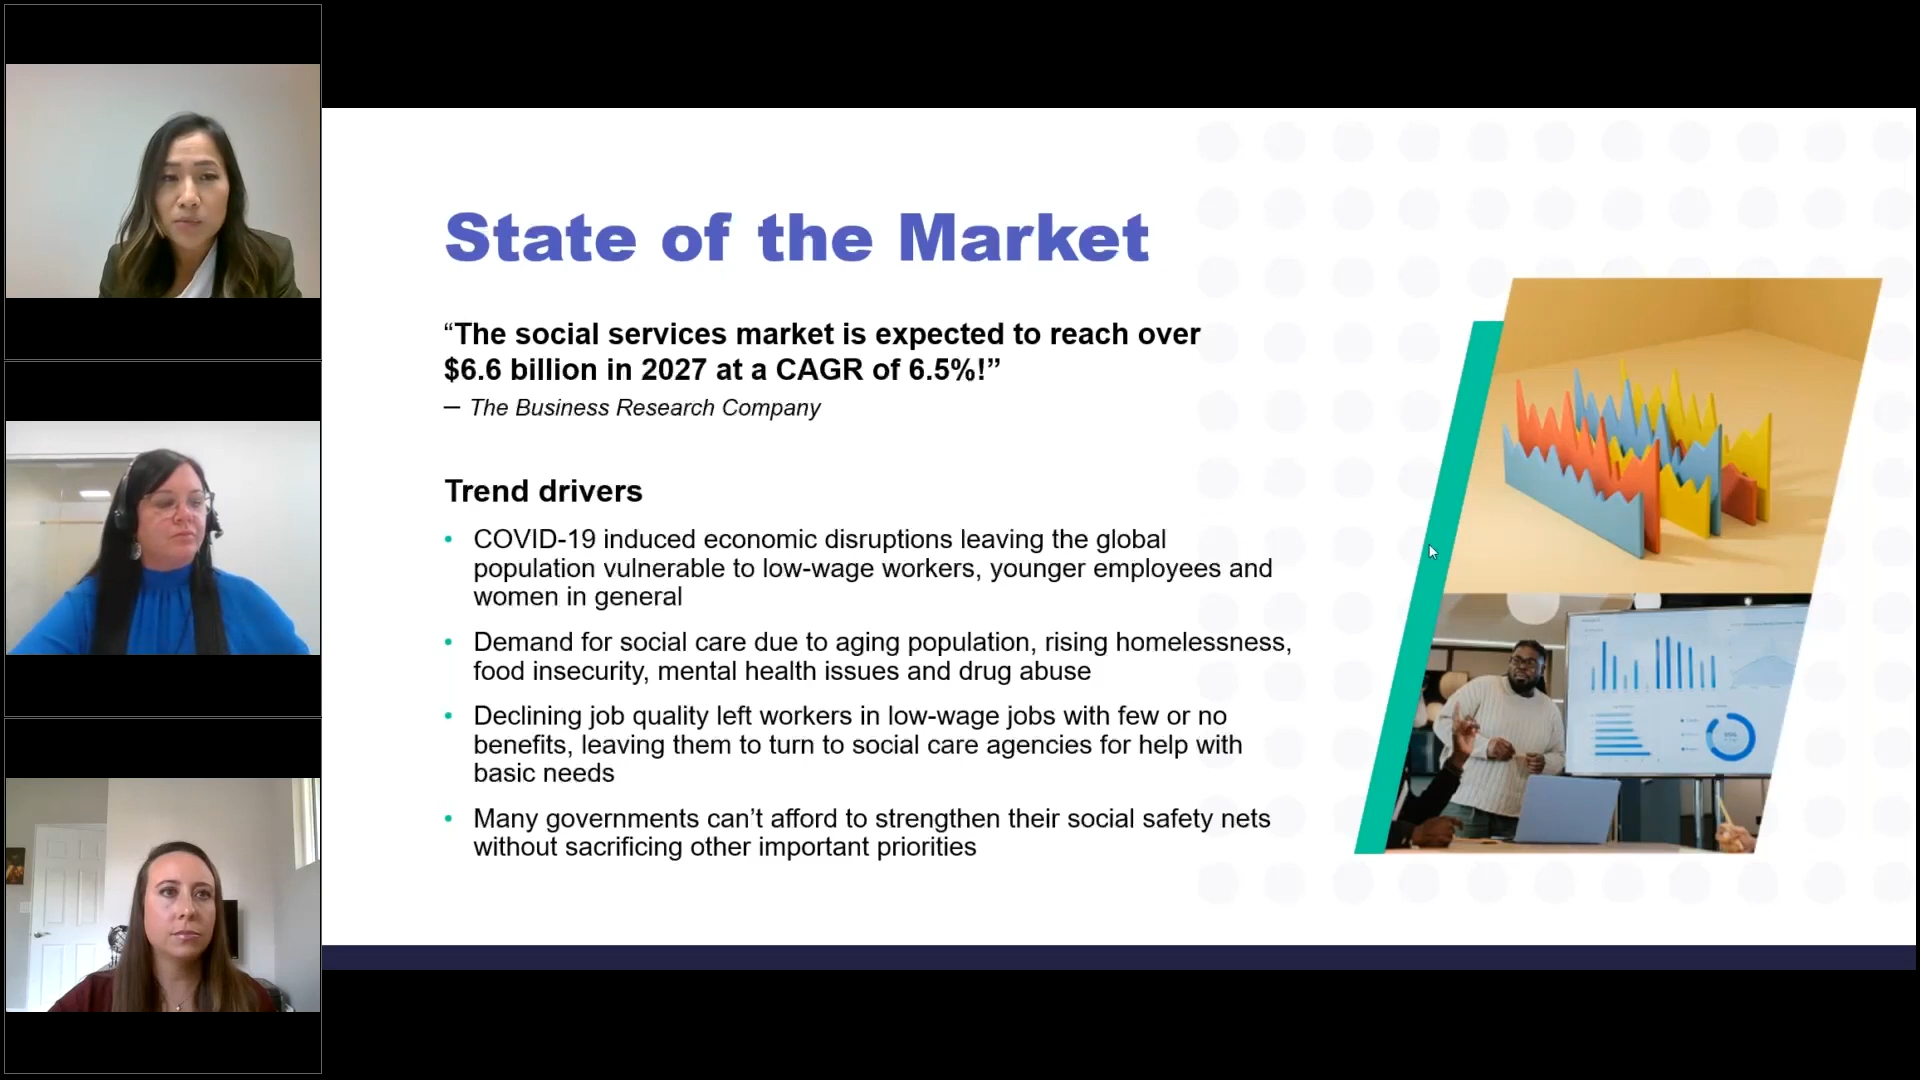 State of the Market
“The social services market is expected to reach over
$6.6 billion in 2027 at a CAGR of 6.5%!”
— The Business Research Company
Trend drivers
• COVID-19 induced economic disruptions leaving the global
population vulnerable to low-wage workers, younger employees and
women in general
• Demand for social care due to aging population, rising homelessness,
food insecurity, mental health issues and drug abuse
• Declining job quality left workers in low-wage jobs with few or no
benefits, leaving them to turn to social care agencies for help with
basic needs
• Many governments can’t afford to strengthen their social safety nets
without sacrificing other important priorities